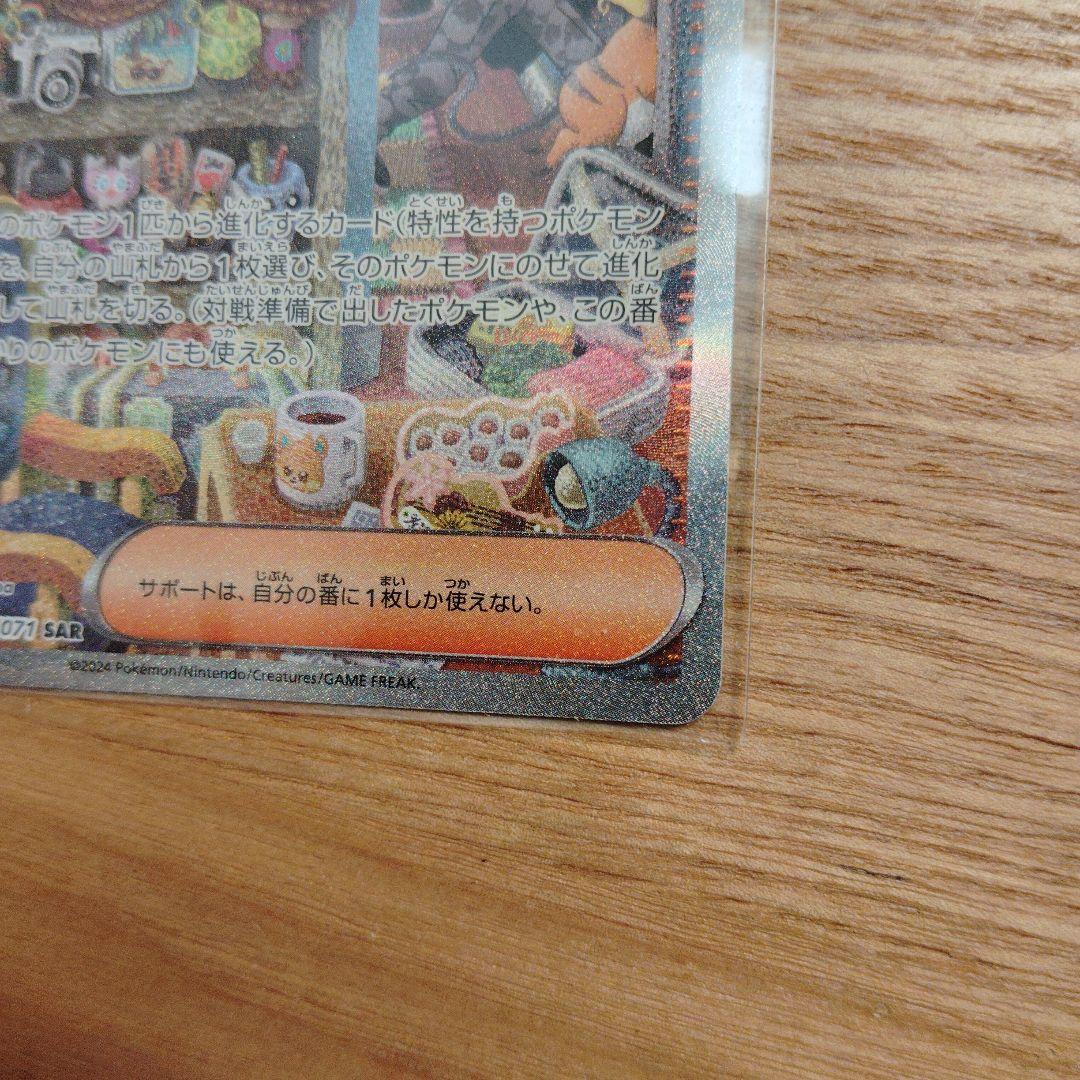 のポケモン1匹から進化するカード(特性を持つポケモン
を、自分の山札から1枚選び、そのポケモンにのせて進化
して山札を切る。(対戦準備で出したポケモンや、この番
りのポケモンにも使える。)
サポートは、自分の番に1枚しか使えない。
071 SAR
©2024 Pokémon/Nintendo/Creatures/GAME FREAK.